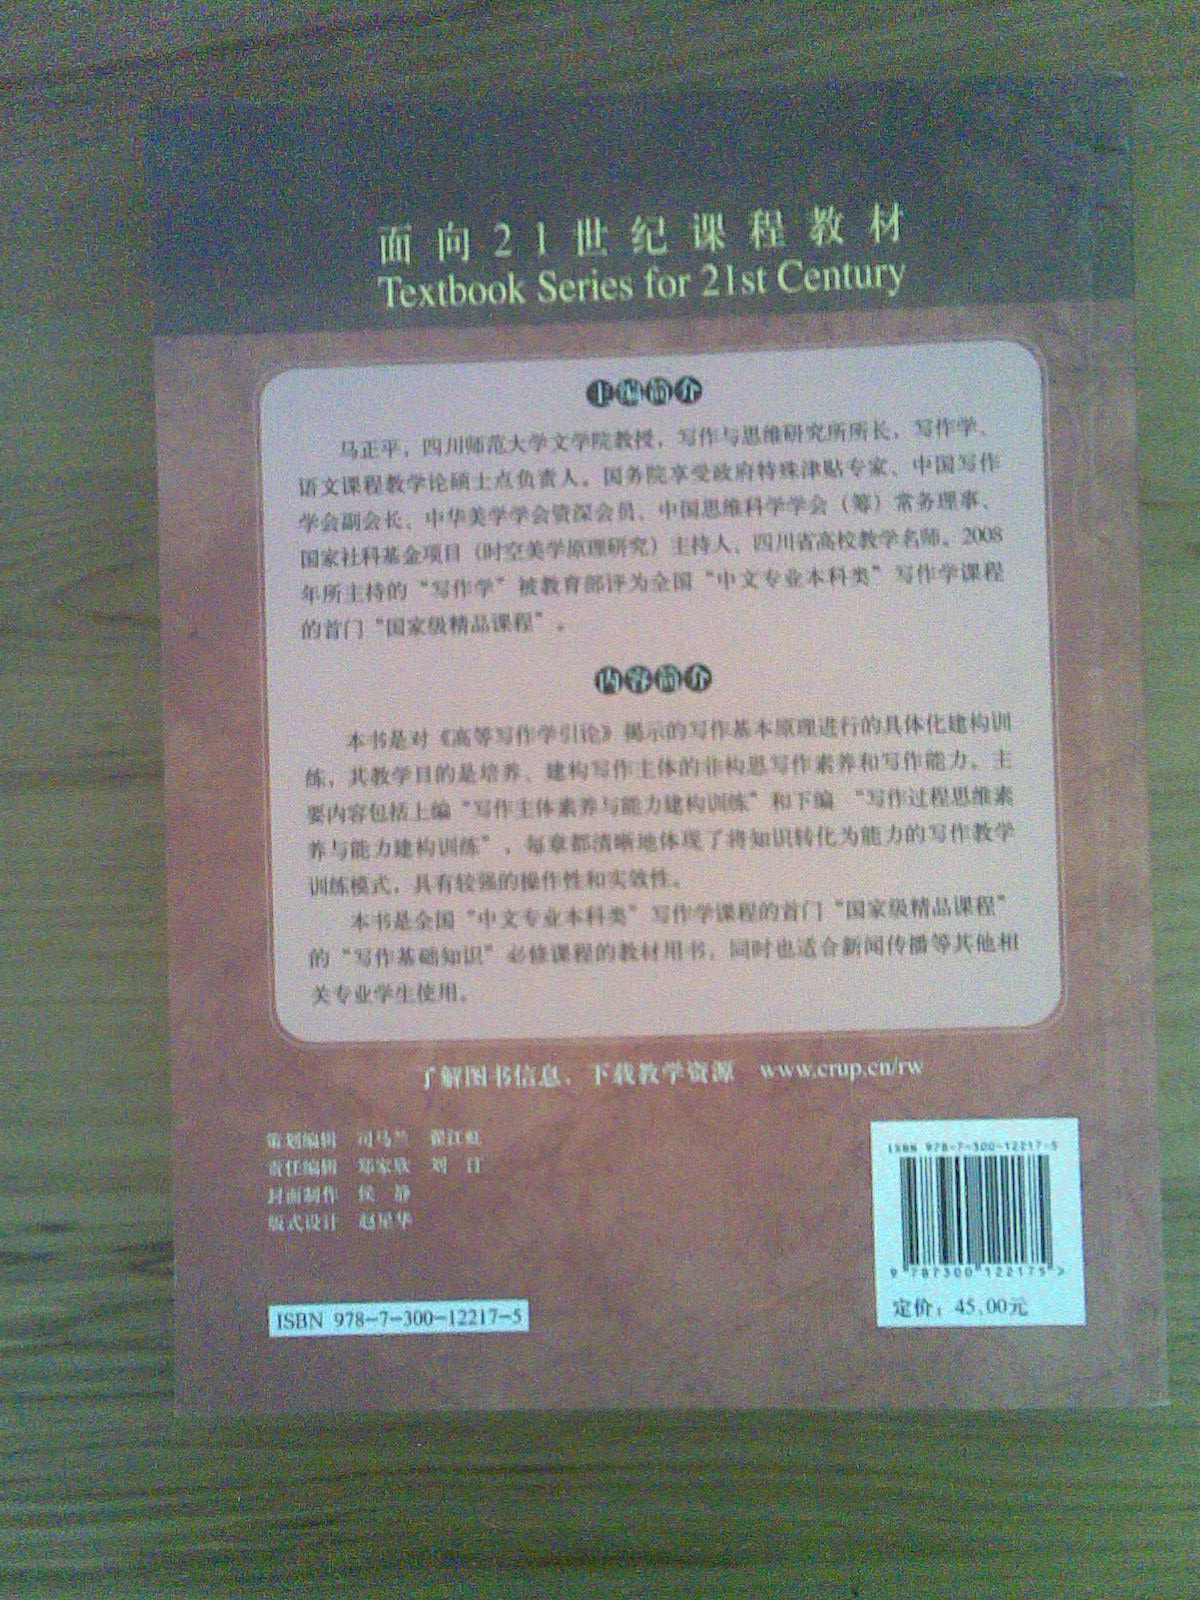 面向21世纪课程教材
Textbook Series for 21st Century
主编简介
马正平，四川师范大学文学院教授，写作与思维研究所所长，写作学、
语文课程教学论硕士点负责人。国务院享受政府特殊津贴专家、中国写作
学会副会长、中华美学学会资深会员、中国思维科学学会（筹）常务理事、
国家社科基金项目（时空美学原理研究）主持人、四川省高校教学名师。2008
年所主持的“写作学”被教育部评为全国“中文专业本科类”写作学课程
的首门“国家级精品课程”。
内容简介
本书是对《高等写作学引论》揭示的写作基本原理进行的具体化建构训
练，其教学目的是培养、建构写作主体的非构思写作素养和写作能力。主
要内容包括上编“写作主体素养与能力建构训练”和下编“写作过程思维素
养与能力建构训练”，每章都清晰地体现了将知识转化为能力的写作教学
训练模式，具有较强的操作性和实效性。
本书是全国“中文专业本科类”写作学课程的首门“国家级精品课程”
的“写作基础知识”必修课程的教材用书，同时也适合新闻传播等其他相
关专业学生使用。
了解图书信息、下载教学资源 www.crup.cn/rw
策划编辑 司马兰 翟江虹
责任编辑 郑家欣 刘汀
封面制作 侯静
版式设计 赵星华
ISBN 978-7-300-12217-5
ISBN 978-7-300-12217-5
9 787300 122175 >
定价：45.00元